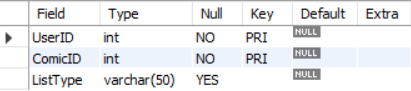 Field Type Null Key Default Extra
UserID int NO PRI NULL
ComicID int NO PRI NULL
ListType varchar(50) YES NULL